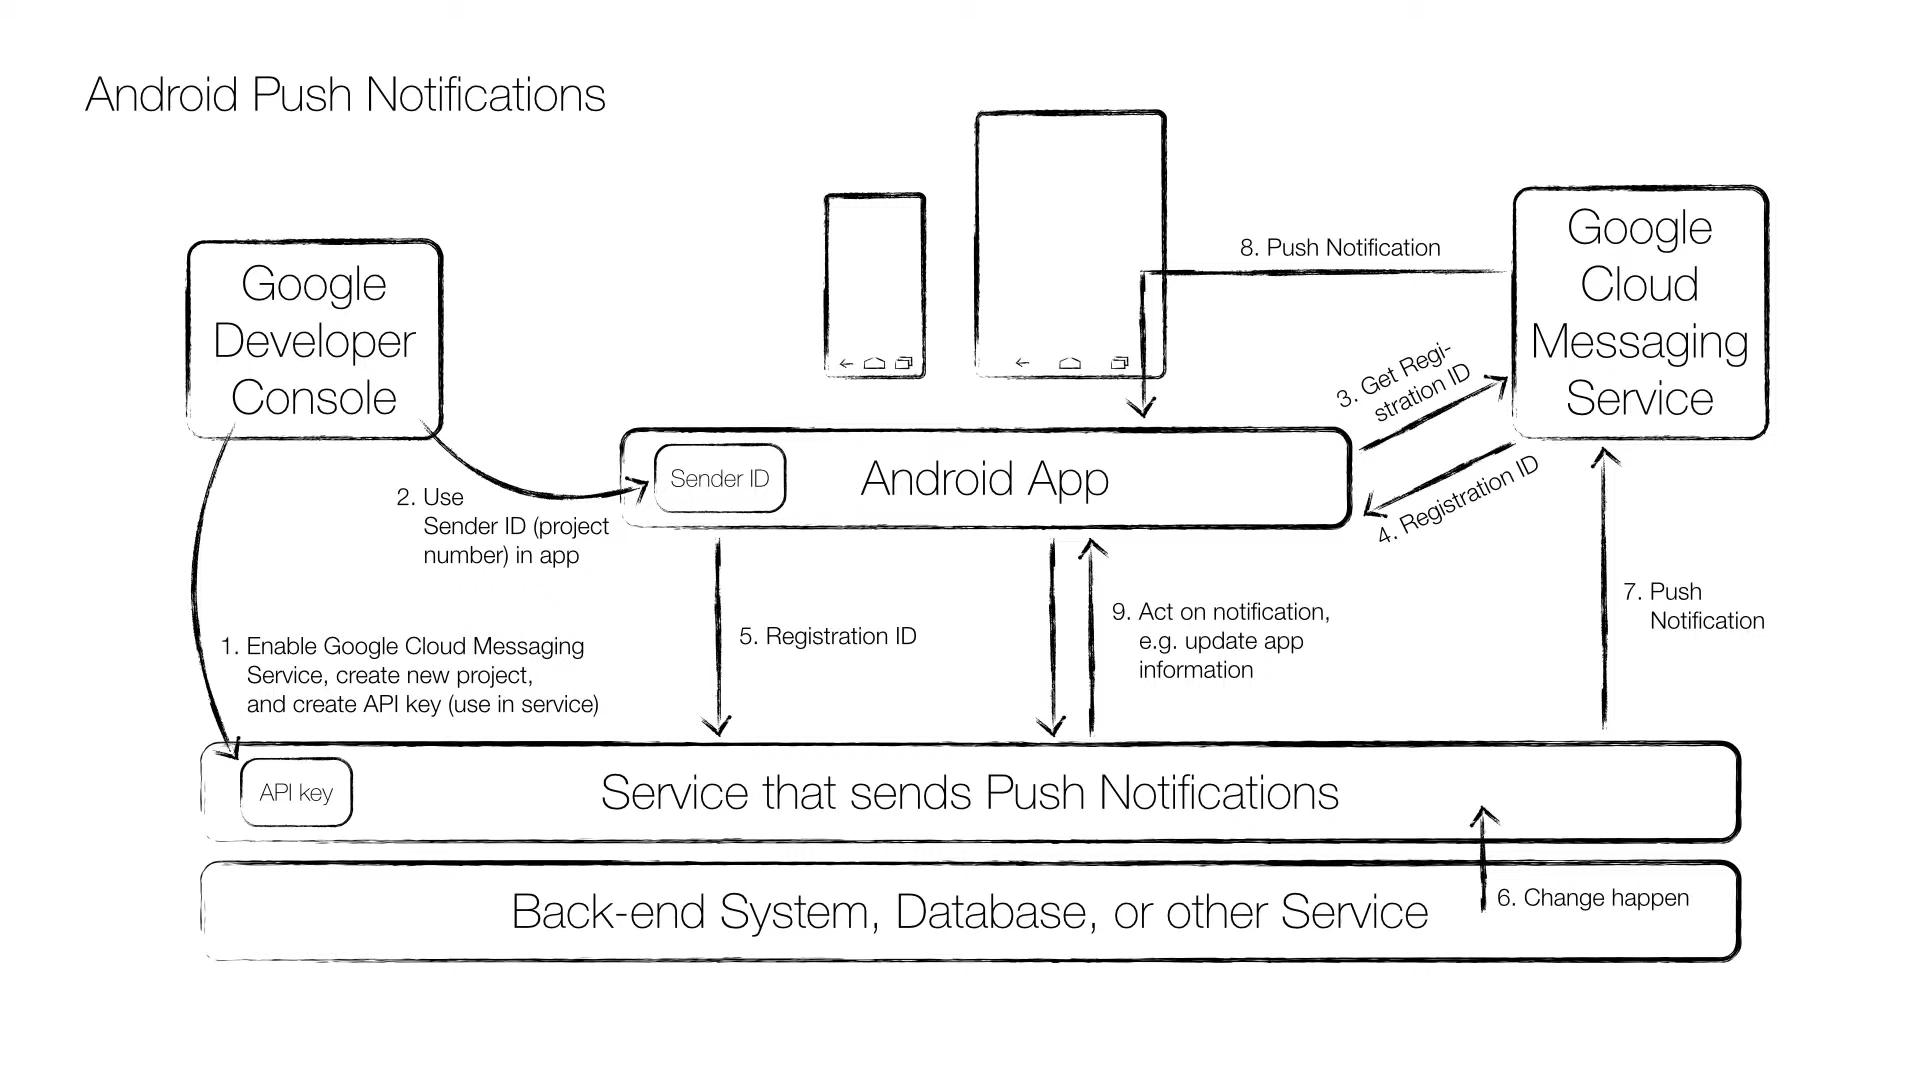 Android Push Notifications
Google
Developer
Console
Google
Cloud
Messaging
Service
8. Push Notification
3. Get Regi-
stration ID
4. Registration ID
Sender ID
Android App
2. Use
Sender ID (project
number) in app
1. Enable Google Cloud Messaging
Service, create new project,
and create API key (use in service)
5. Registration ID
9. Act on notification,
e.g. update app
information
7. Push
Notification
API key
Service that sends Push Notifications
Back-end System, Database, or other Service
6. Change happen